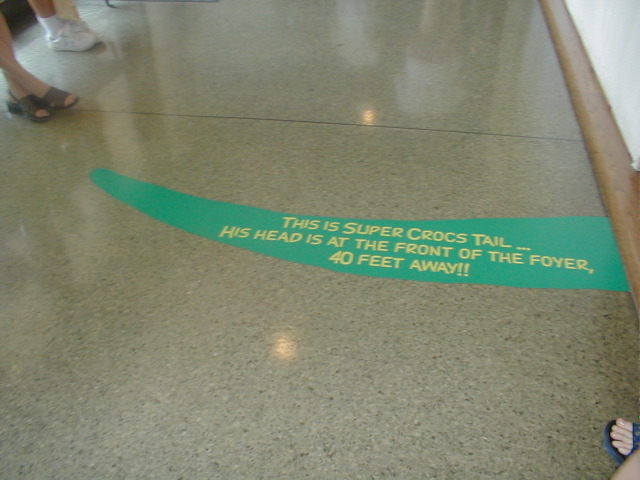 THIS IS SUPER CROCS TAIL ...
HIS HEAD IS AT THE FRONT OF THE FOYER,
40 FEET AWAY!!